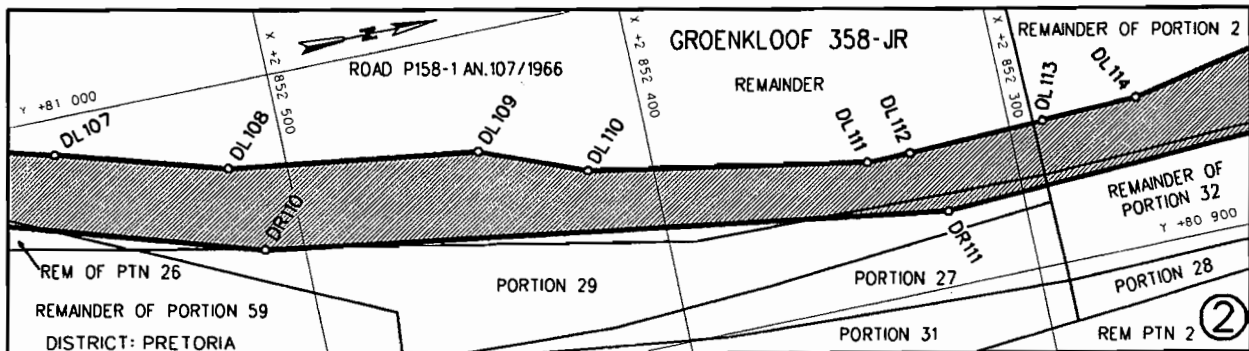 GROENKLOOF 358-JR
REMAINDER OF PORTION 2
N
ROAD P158-1 AN.107/1966
REMAINDER
X +2 852 500
X +2 852 400
X +2 852 300
Y +81 000
DL107
DL108
DL109
DL110
DL111
DL112
DL113
DL114
DR110
DR111
REMAINDER OF
PORTION 32
Y +80 900
REM OF PTN 26
PORTION 29
PORTION 27
PORTION 28
REMAINDER OF PORTION 59
DISTRICT: PRETORIA
PORTION 31
REM PTN 2
2